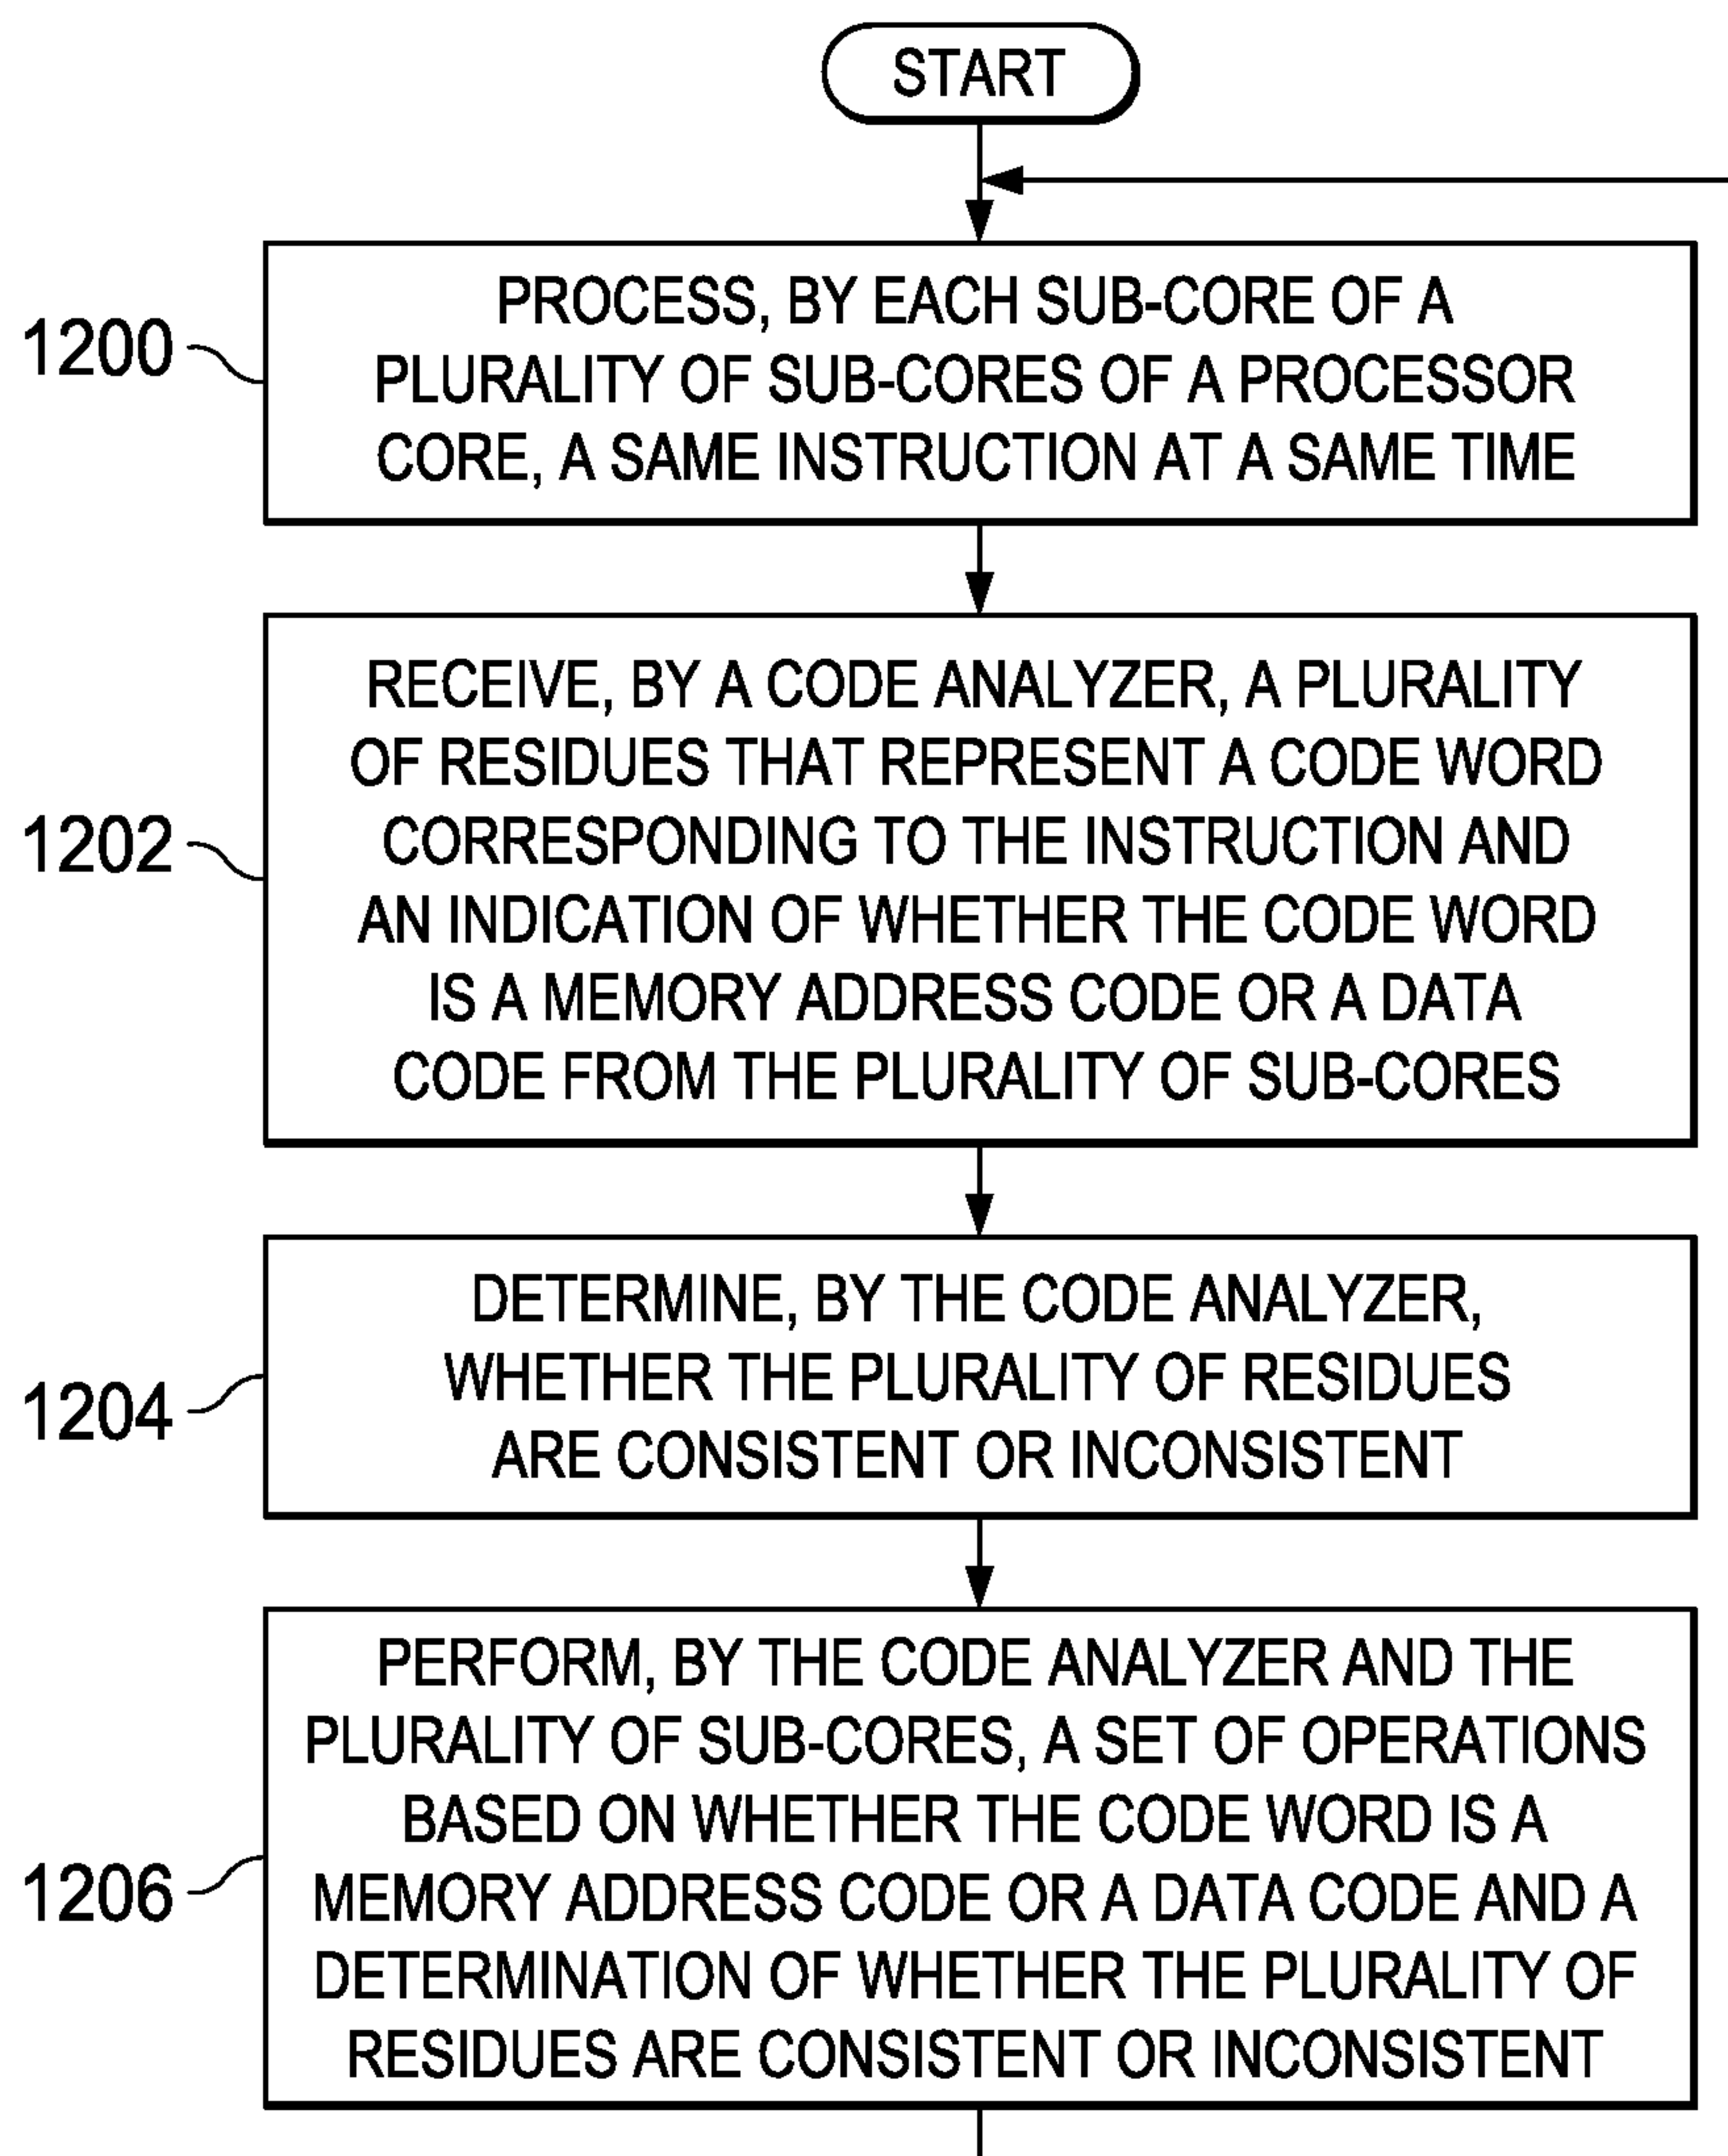 START
1200
PROCESS, BY EACH SUB-CORE OF A
PLURALITY OF SUB-CORES OF A PROCESSOR
CORE, A SAME INSTRUCTION AT A SAME TIME
1202
RECEIVE, BY A CODE ANALYZER, A PLURALITY
OF RESIDUES THAT REPRESENT A CODE WORD
CORRESPONDING TO THE INSTRUCTION AND
AN INDICATION OF WHETHER THE CODE WORD
IS A MEMORY ADDRESS CODE OR A DATA
CODE FROM THE PLURALITY OF SUB-CORES
1204
DETERMINE, BY THE CODE ANALYZER,
WHETHER THE PLURALITY OF RESIDUES
ARE CONSISTENT OR INCONSISTENT
1206
PERFORM, BY THE CODE ANALYZER AND THE
PLURALITY OF SUB-CORES, A SET OF OPERATIONS
BASED ON WHETHER THE CODE WORD IS A
MEMORY ADDRESS CODE OR A DATA CODE AND A
DETERMINATION OF WHETHER THE PLURALITY OF
RESIDUES ARE CONSISTENT OR INCONSISTENT